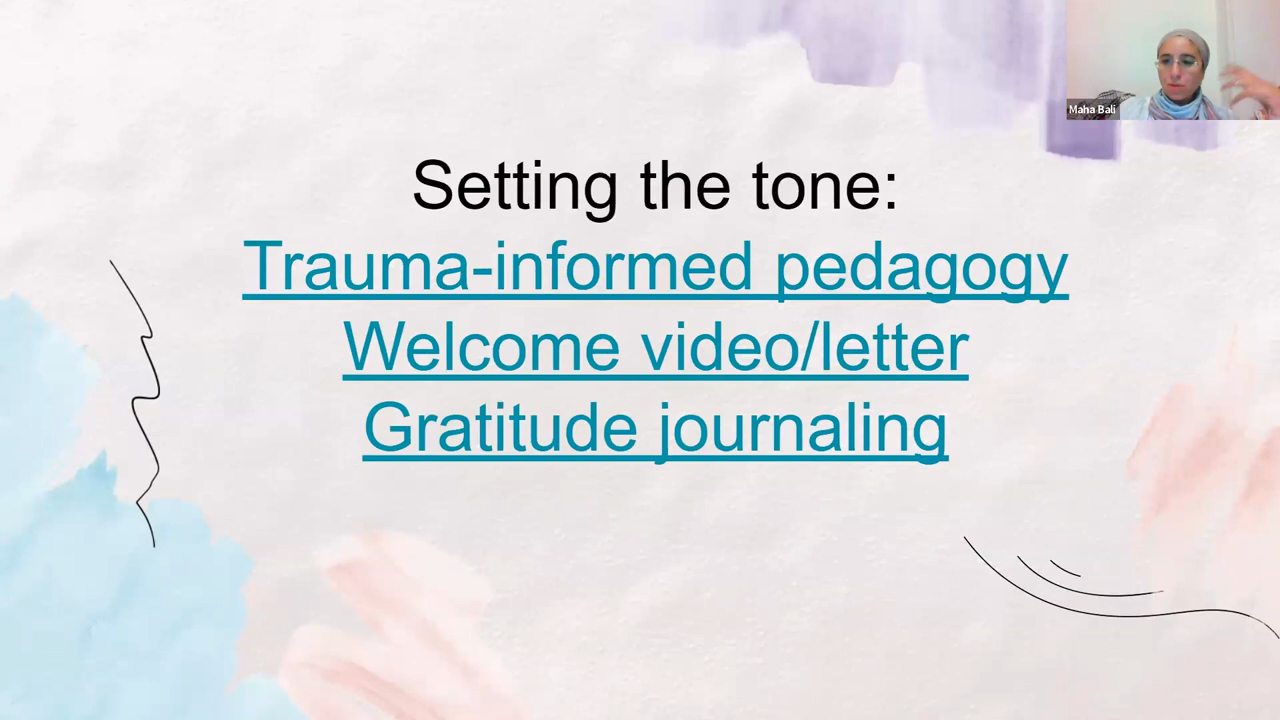 Maha Bali
Setting the tone:
Trauma-informed pedagogy
Welcome video/letter
Gratitude journaling